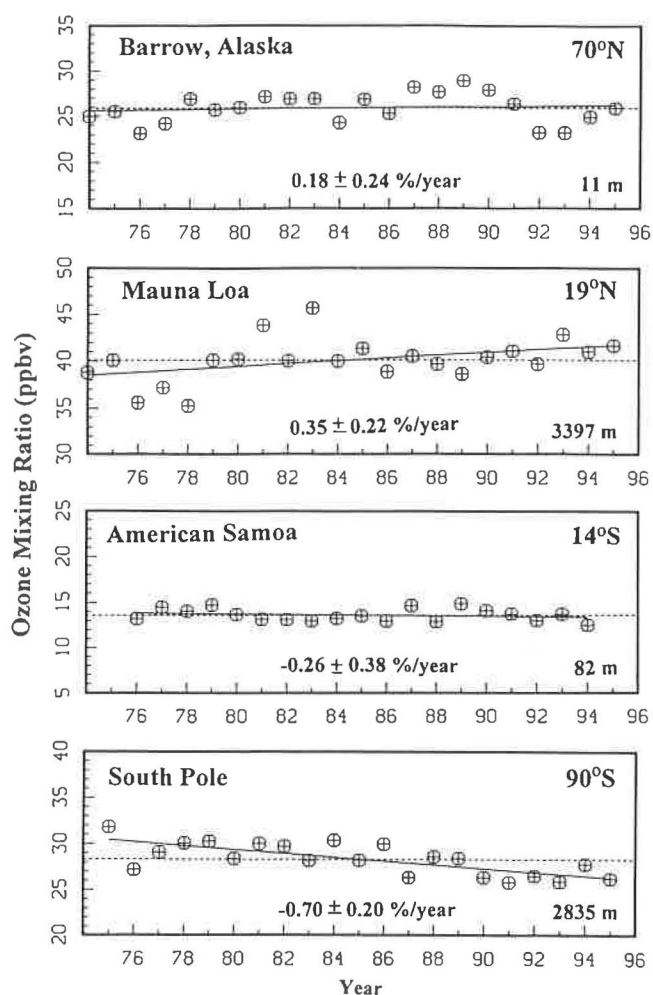 Ozone Mixing Ratio (ppbv)
Barrow, Alaska 70°N
35
30
25
20
15
0.18 ± 0.24 %/year 11 m
76 78 80 82 84 86 88 90 92 94 96
Mauna Loa 19°N
50
45
40
35
30
0.35 ± 0.22 %/year 3397 m
76 78 80 82 84 86 88 90 92 94 96
American Samoa 14°S
25
20
15
10
5
-0.26 ± 0.38 %/year 82 m
76 78 80 82 84 86 88 90 92 94 96
South Pole 90°S
40
35
30
25
20
-0.70 ± 0.20 %/year 2835 m
76 78 80 82 84 86 88 90 92 94 96
Year